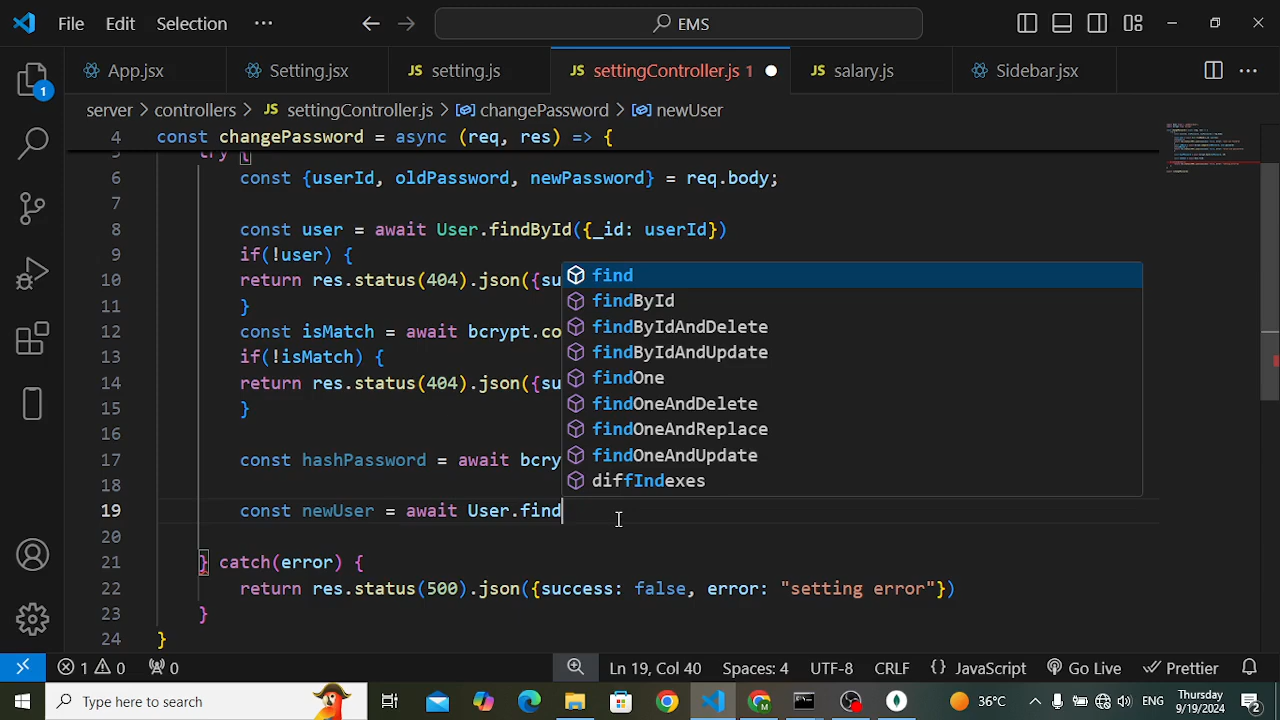 File Edit Selection ··· EMS
App.jsx Setting.jsx JS setting.js JS settingController.js 1 JS salary.js Sidebar.jsx ···
1
server > controllers > JS settingController.js > changePassword > newUser
4 const changePassword = async (req, res) => {
try {
6 const {userId, oldPassword, newPassword} = req.body;
7
8 const user = await User.findById({_id: userId})
9 if(!user) {
10 return res.status(404).json({su
11 }
12 const isMatch = await bcrypt.co
13 if(!isMatch) {
14 return res.status(404).json({su
15 }
16
17 const hashPassword = await bcry
18
19 const newUser = await User.find
20
21 } catch(error) {
22 return res.status(500).json({success: false, error: "setting error"})
23 }
24 }
find
findById
findByIdAndDelete
findByIdAndUpdate
findOne
findOneAndDelete
findOneAndReplace
findOneAndUpdate
diffIndexes
1 0 0 Ln 19, Col 40 Spaces: 4 UTF-8 CRLF {} JavaScript Go Live Prettier
Type here to search 36°C ENG Thursday 9/19/2024 2